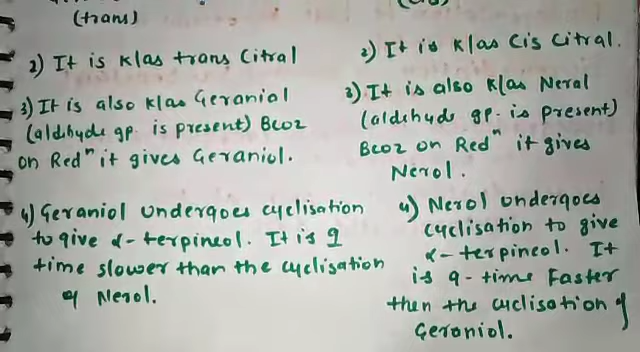 (trans)
2) It is Klas trans Citral
3) It is also Klas Geranial
(aldehyde gp. is present) Bcoz
on Redⁿ it gives Geraniol.
4) Geraniol undergoes cyclisation
to give α- terpineol. It is 9
time slower than the cyclisation
of Nerol.
2) It is Klas Cis Citral.
3) It is also Klas Neral
(aldehyde gp. is present)
Bcoz on Redⁿ it gives
Nerol.
4) Nerol undergoes
cyclisation to give
α- terpineol. It
is 9-time Faster
then the cyclisation of
Geraniol.